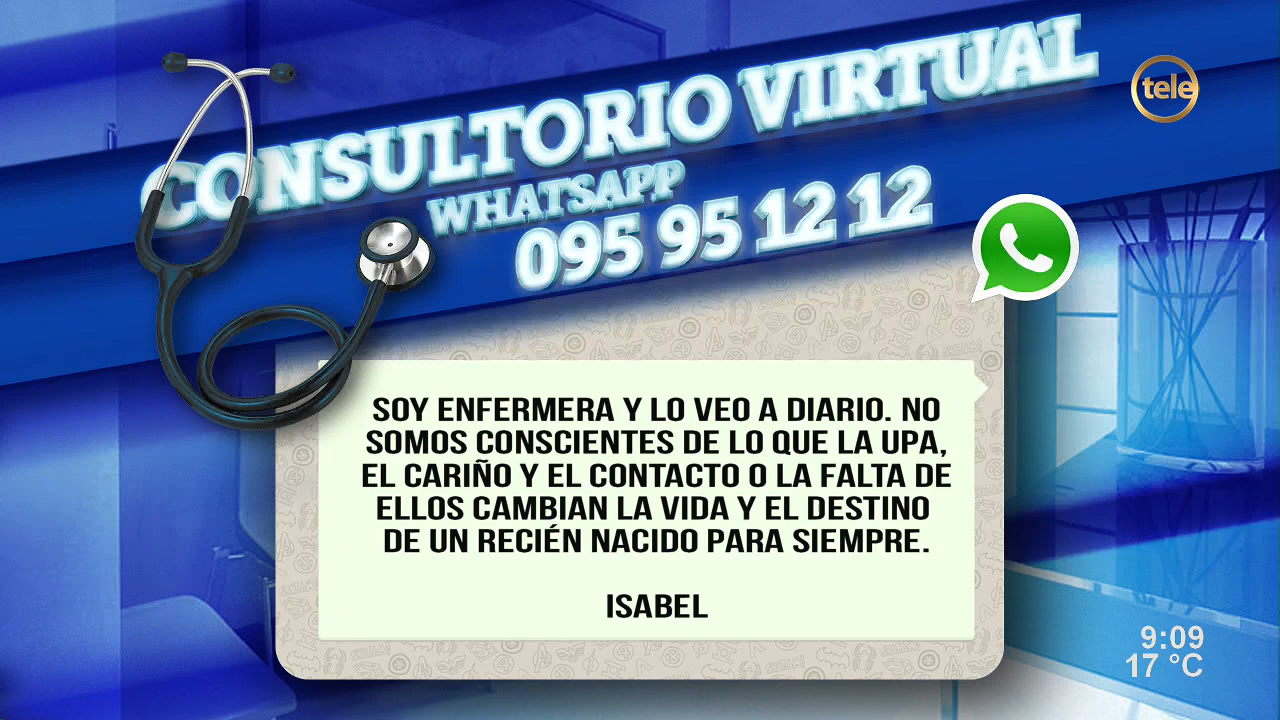 CONSULTORIO VIRTUAL
tele
WHATSAPP
095 95 12 12
SOY ENFERMERA Y LO VEO A DIARIO. NO
SOMOS CONSCIENTES DE LO QUE LA UPA,
EL CARIÑO Y EL CONTACTO O LA FALTA DE
ELLOS CAMBIAN LA VIDA Y EL DESTINO
DE UN RECIÉN NACIDO PARA SIEMPRE.
ISABEL
9:09
17 °C